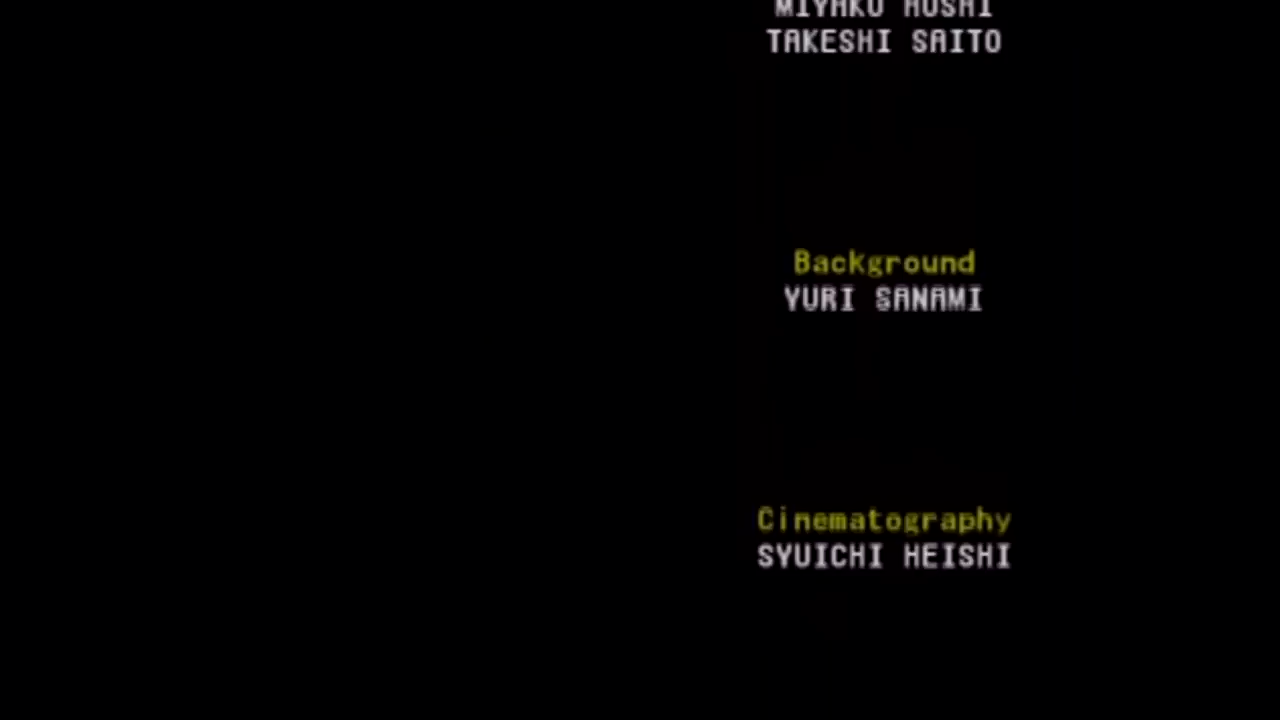 TAKESHI SAITO
Background
YURI SANAMI
Cinematography
SYUICHI HEISHI